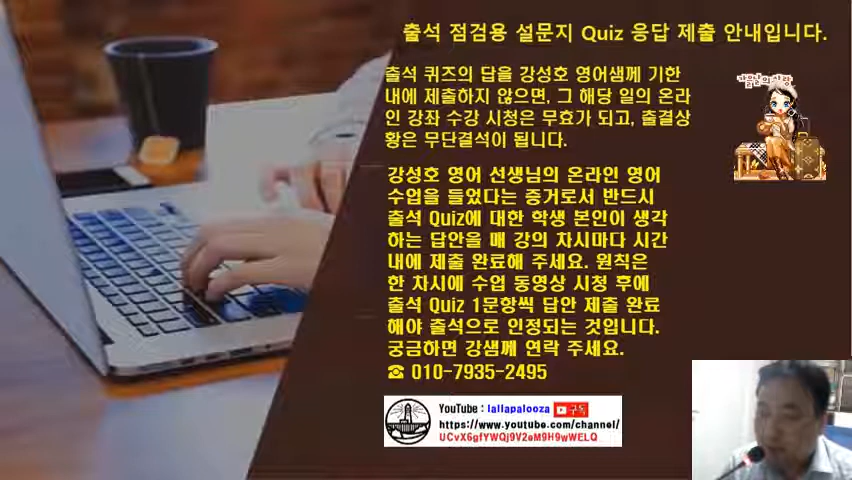 출석 점검용 설문지 Quiz 응답 제출 안내입니다.
출석 퀴즈의 답을 강성호 영어샘께 기한
내에 제출하지 않으면, 그 해당 일의 온라
인 강좌 수강 시청은 무효가 되고, 출결상
황은 무단결석이 됩니다.
강성호 영어 선생님의 온라인 영어
수업을 들었다는 증거로서 반드시
출석 Quiz에 대한 학생 본인이 생각
하는 답안을 매 강의 차시마다 시간
내에 제출 완료해 주세요. 원칙은
한 차시에 수업 동영상 시청 후에
출석 Quiz 1문항씩 답안 제출 완료
해야 출석으로 인정되는 것입니다.
궁금하면 강샘께 연락 주세요.
☎ 010-7935-2495
YouTube : lallapalooza 구독
https://www.youtube.com/channel/
UCvX6gfYWQj9V2eM9H9wWELQ